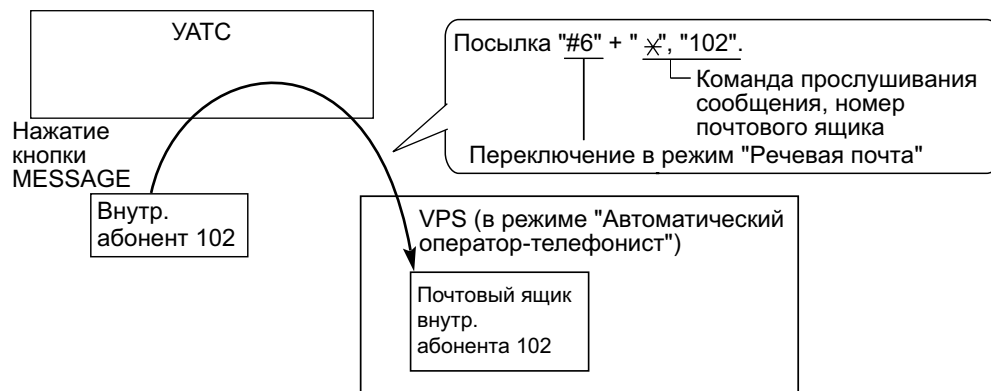 УАТС
Посылка "#6" + " ⚹", "102".
Команда прослушивания
сообщения, номер
почтового ящика
Переключение в режим "Речевая почта"
Нажатие
кнопки
MESSAGE
Внутр.
абонент 102
VPS (в режиме "Автоматический
оператор-телефонист")
Почтовый ящик
внутр.
абонента 102